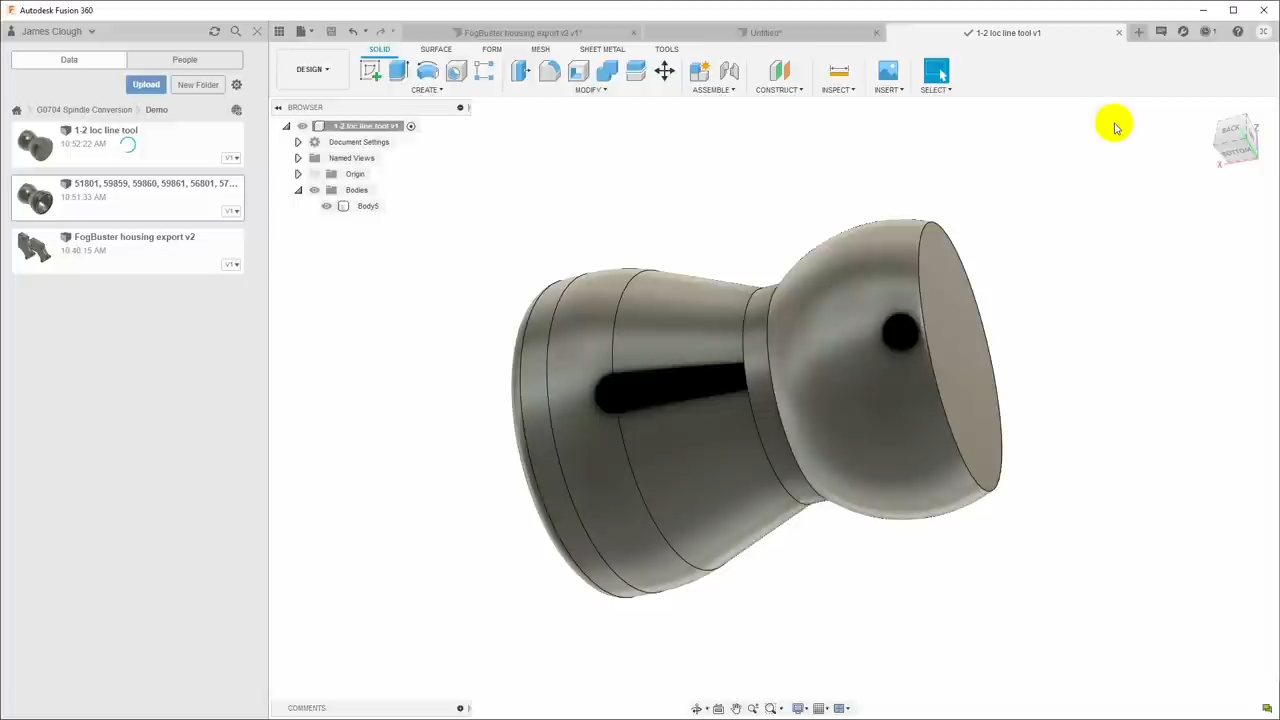 Autodesk Fusion 360
James Clough
FogBuster housing export v2 v1*
Untitled*
1-2 loc line tool v1
1
Data
People
SOLID
SURFACE
FORM
MESH
SHEET METAL
TOOLS
DESIGN
Upload
New Folder
CREATE
MODIFY
ASSEMBLE
CONSTRUCT
INSPECT
INSERT
SELECT
G0704 Spindle Conversion
Demo
BROWSER
1-2 loc line tool
10:52:22 AM
V1
1-2 loc line tool v1
Document Settings
Named Views
Origin
Bodies
Body5
BACK
BOTTOM
Z
X
51801, 59859, 59860, 59861, 56801, 57...
10:51:33 AM
V1
FogBuster housing export v2
10:40:15 AM
V1
COMMENTS